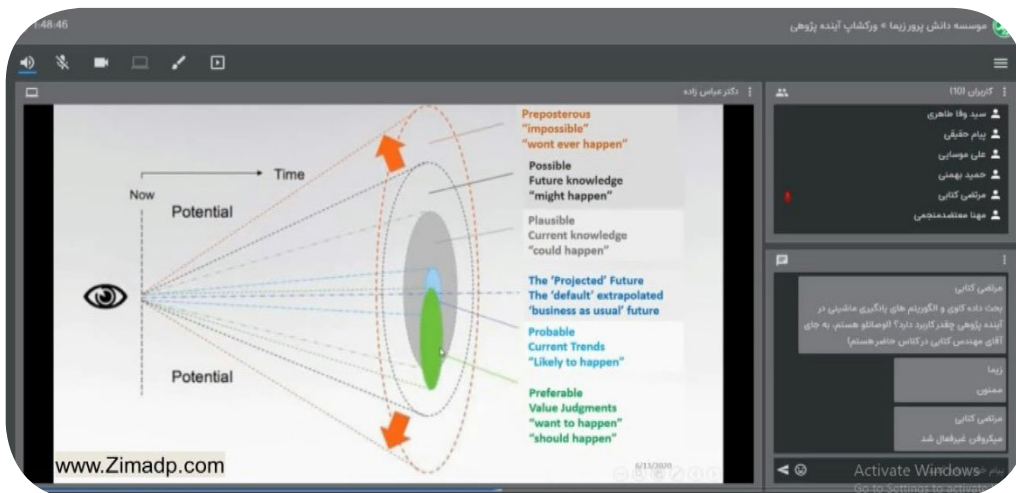 1:48:46
موسسه دانش پرور زیما » ورکشاپ آینده پژوهی
دکتر عباس زاده
کاربران (10)
سید وفا طاهری
پیام حقیقی
علی موسایی
حمید بهمنی
مرتضی کتابی
مهنا معتضدمنجمی
Preposterous
"impossible"
"wont ever happen"
Possible
Future knowledge
"might happen"
Plausible
Current knowledge
"could happen"
The 'Projected' Future
The 'default' extrapolated
'business as usual' future
Probable
Current Trends
"Likely to happen"
Preferable
Value Judgments
"want to happen"
"should happen"
Time
Now
Potential
Potential
www.Zimadp.com
6/13/2020
مرتضی کتابی
بحث داده کاوی و الگوریتم های یادگیری ماشینی در
آینده پژوهی چقدر کاربرد دارد؟ (لوصانلو هستم، به جای
آقای مهندس کتابی در کلاس حاضر هستم)
زیما
ممنون
مرتضی کتابی
میکروفن غیرفعال شد
پیام
Activate Windows
Go to Settings to activate